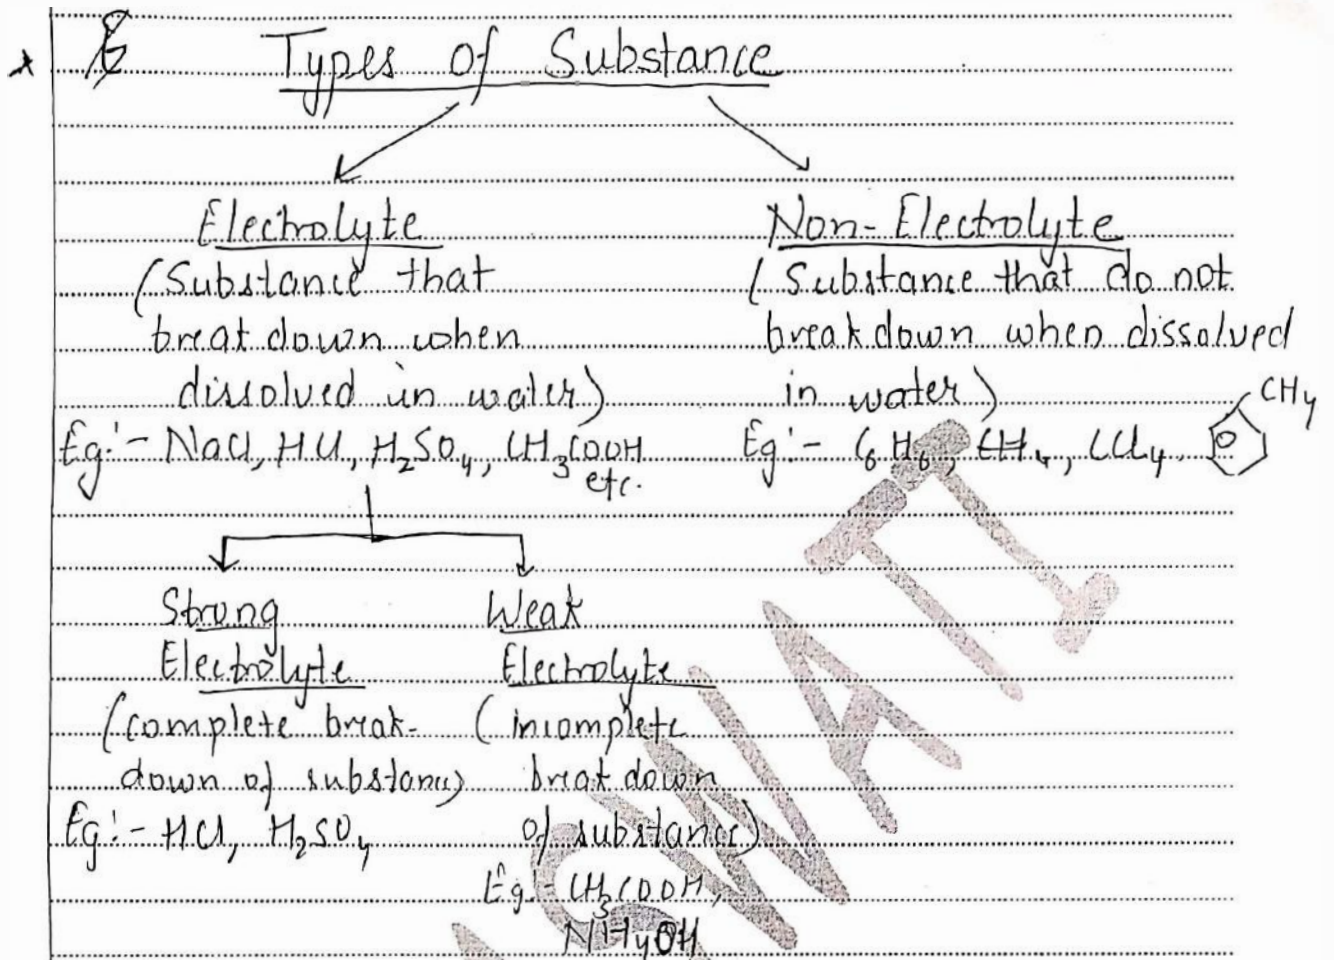 Types of Substance
Electrolyte
(Substance that
break down when
dissolved in water)
Eg:- NaCl, HCl, H2SO4, CH3COOH
etc.
Non-Electrolyte
(Substance that do not
break down when dissolved
in water)
Eg:- C6H6, CH4, CCl4,
CH4
Strong
Electrolyte
(complete break-
down of substance)
Eg:- HCl, H2SO4
Weak
Electrolyte
(incomplete
break down
of substance)
Eg:- CH3COOH,
NH4OH